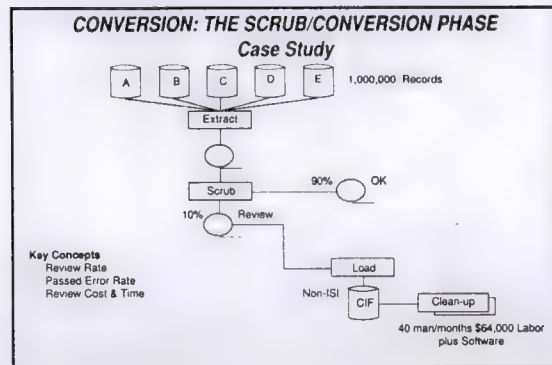 CONVERSION: THE SCRUB/CONVERSION PHASE
Case Study
A B C D E 1,000,000 Records
Extract
Scrub 90% OK
10% Review
Key Concepts
Review Rate
Passed Error Rate
Review Cost & Time
Load
Non-ISI CIF Clean-up
40 man/months $64,000 Labor
plus Software